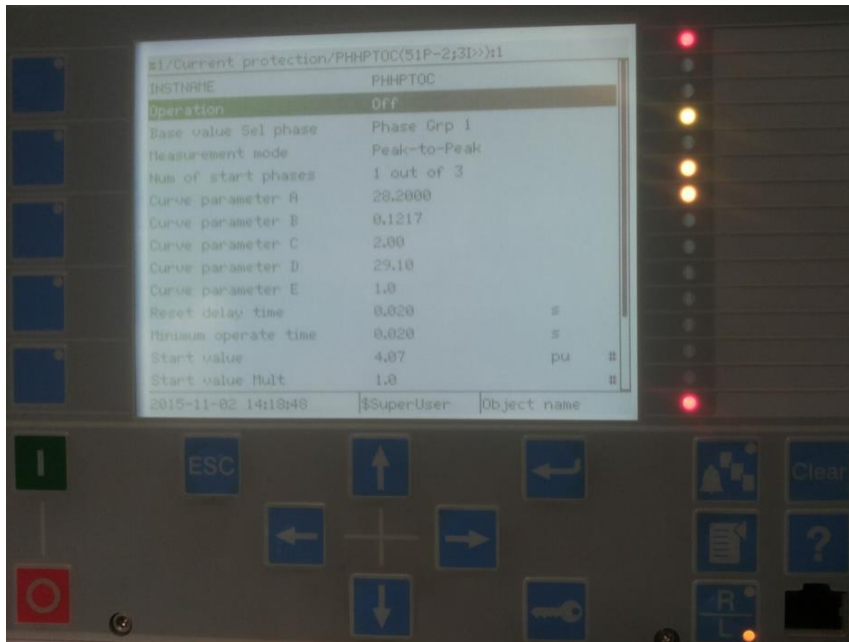 #1/Current protection/PHHPTOC(51P-2;3I>>):1
INSTNAME PHHPTOC
Operation Off
Base value Sel phase Phase Grp 1
Measurement mode Peak-to-Peak
Num of start phases 1 out of 3
Curve parameter A 28.2000
Curve parameter B 0.1217
Curve parameter C 2.00
Curve parameter D 29.10
Curve parameter E 1.0
Reset delay time 0.020 s
Minimum operate time 0.020 s
Start value 4.07 pu #
Start value Mult 1.0 #
2015-11-02 14:18:48 $SuperUser Object name
I
ESC
Clear
?
R
L